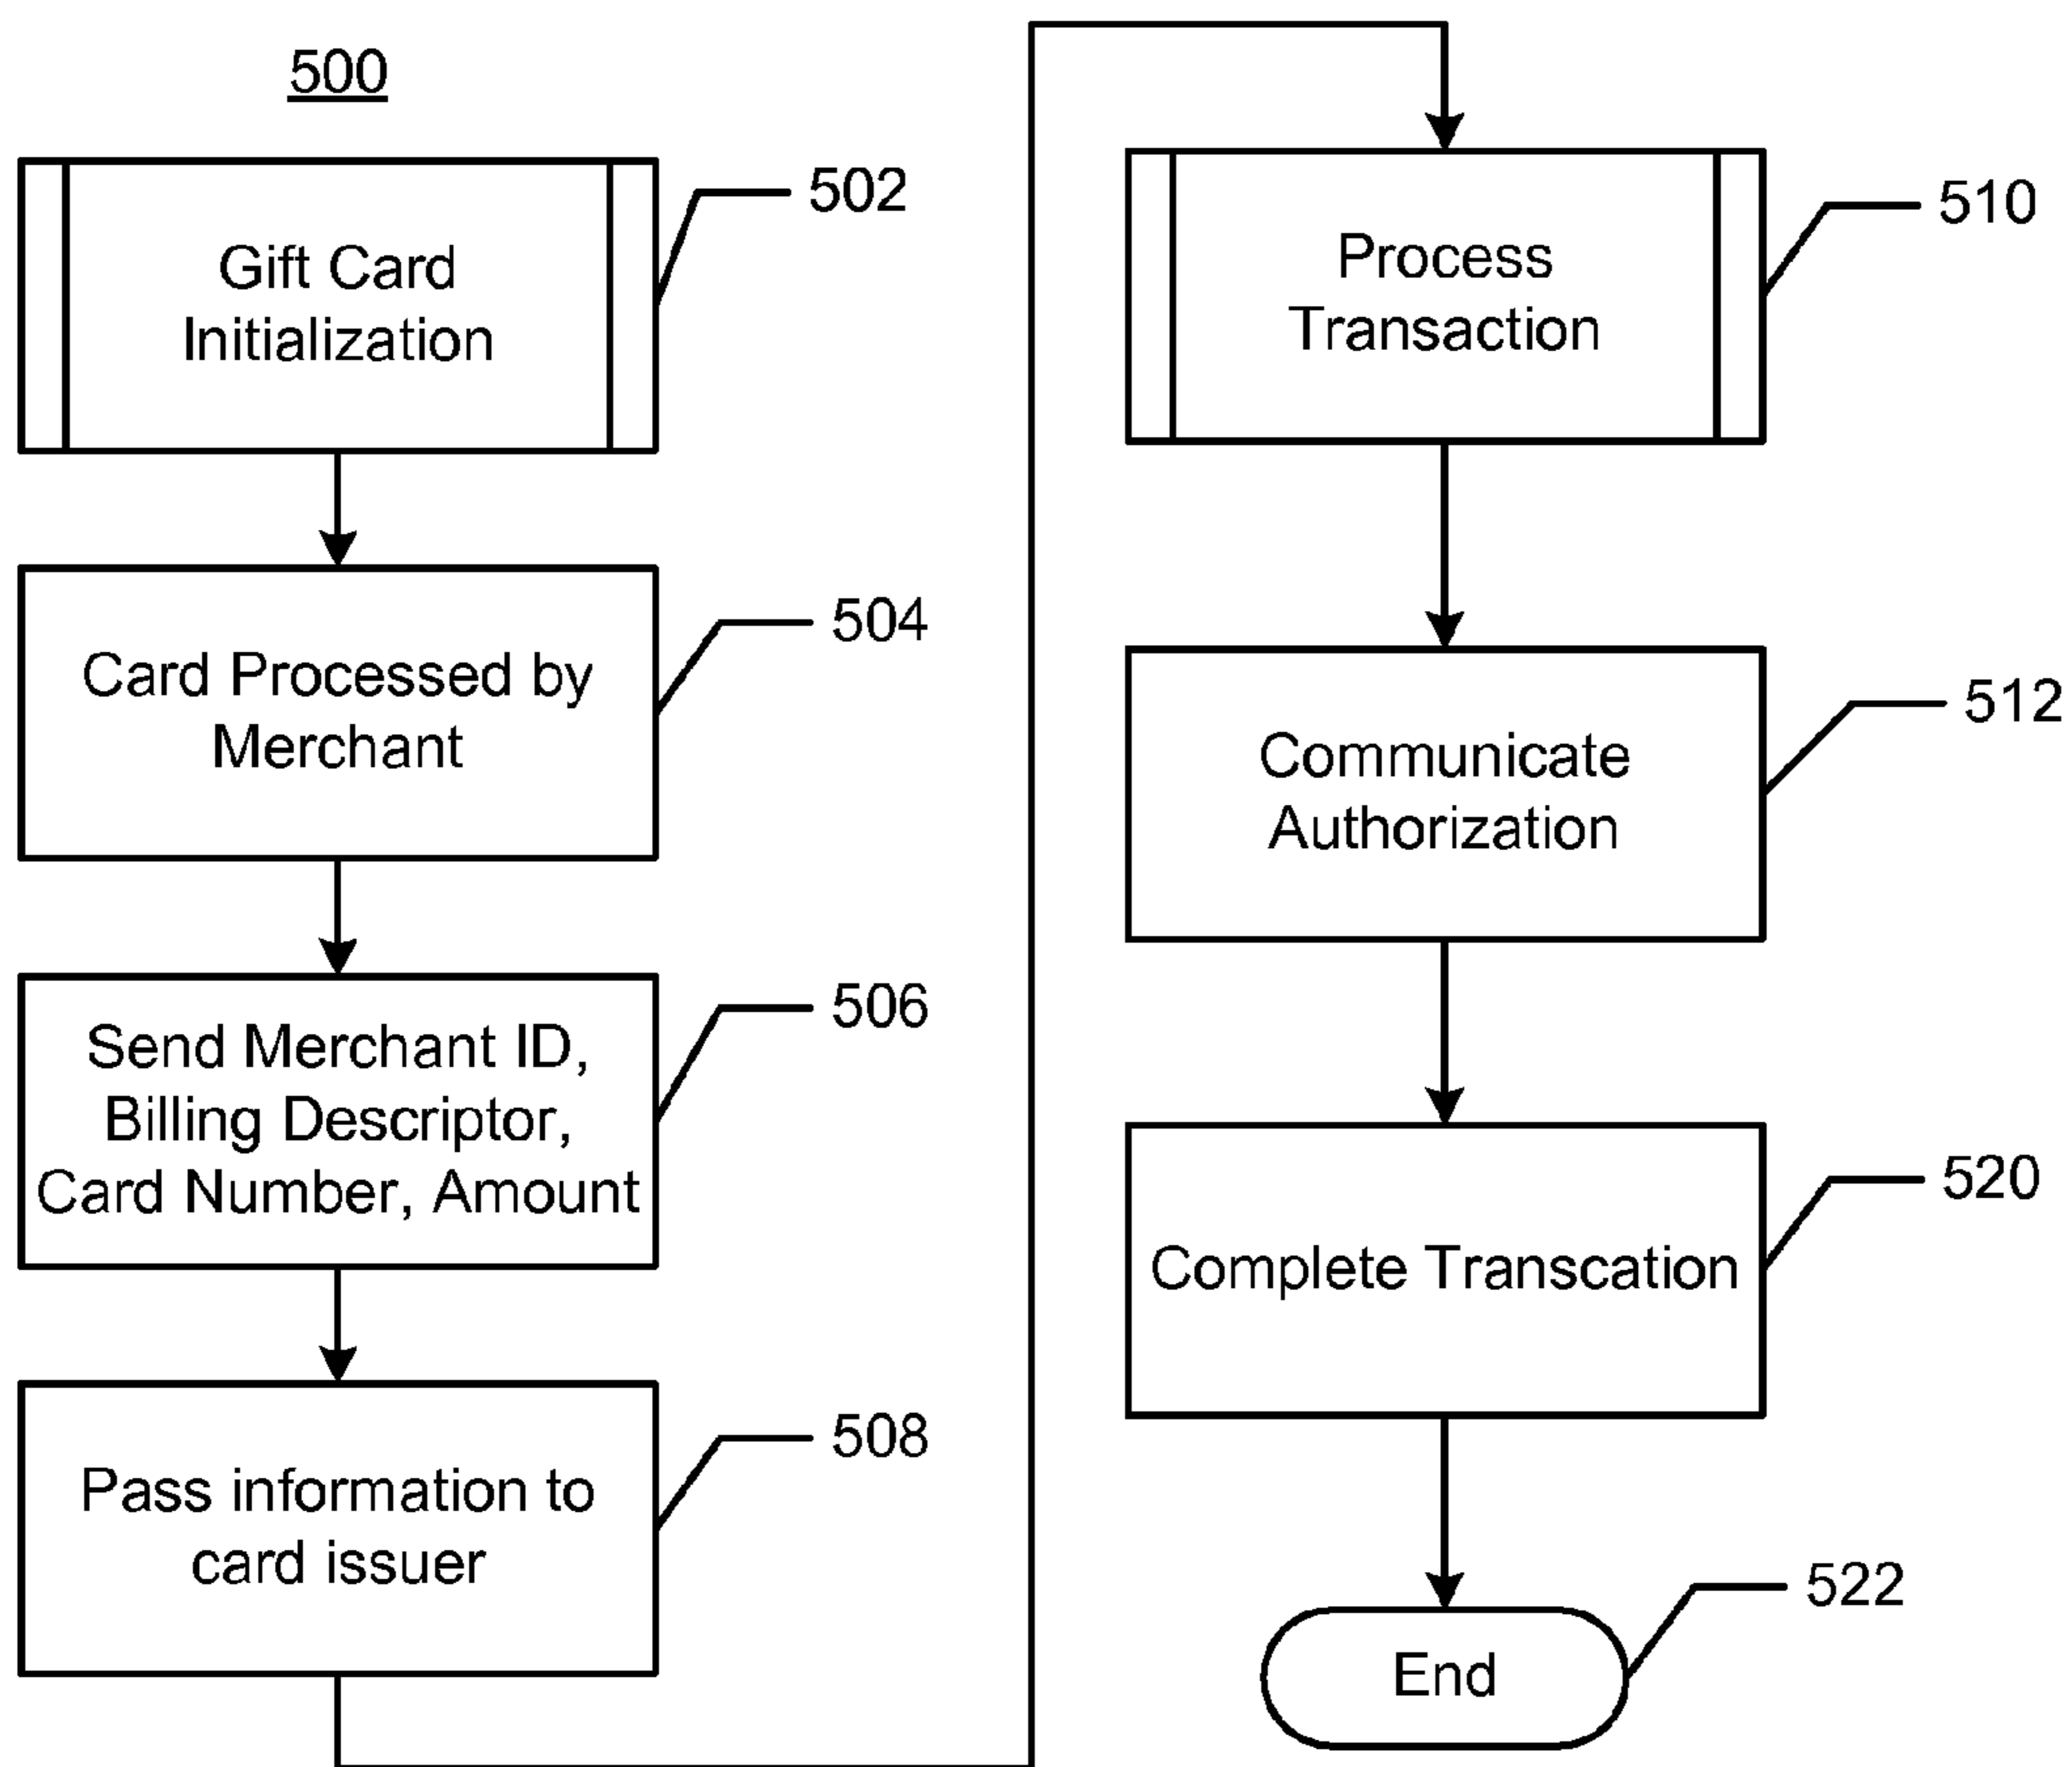 500
Gift Card
Initialization
502
Card Processed by
Merchant
504
Send Merchant ID,
Billing Descriptor,
Card Number, Amount
506
Pass information to
card issuer
508
Process
Transaction
510
Communicate
Authorization
512
Complete Transcation
520
End
522